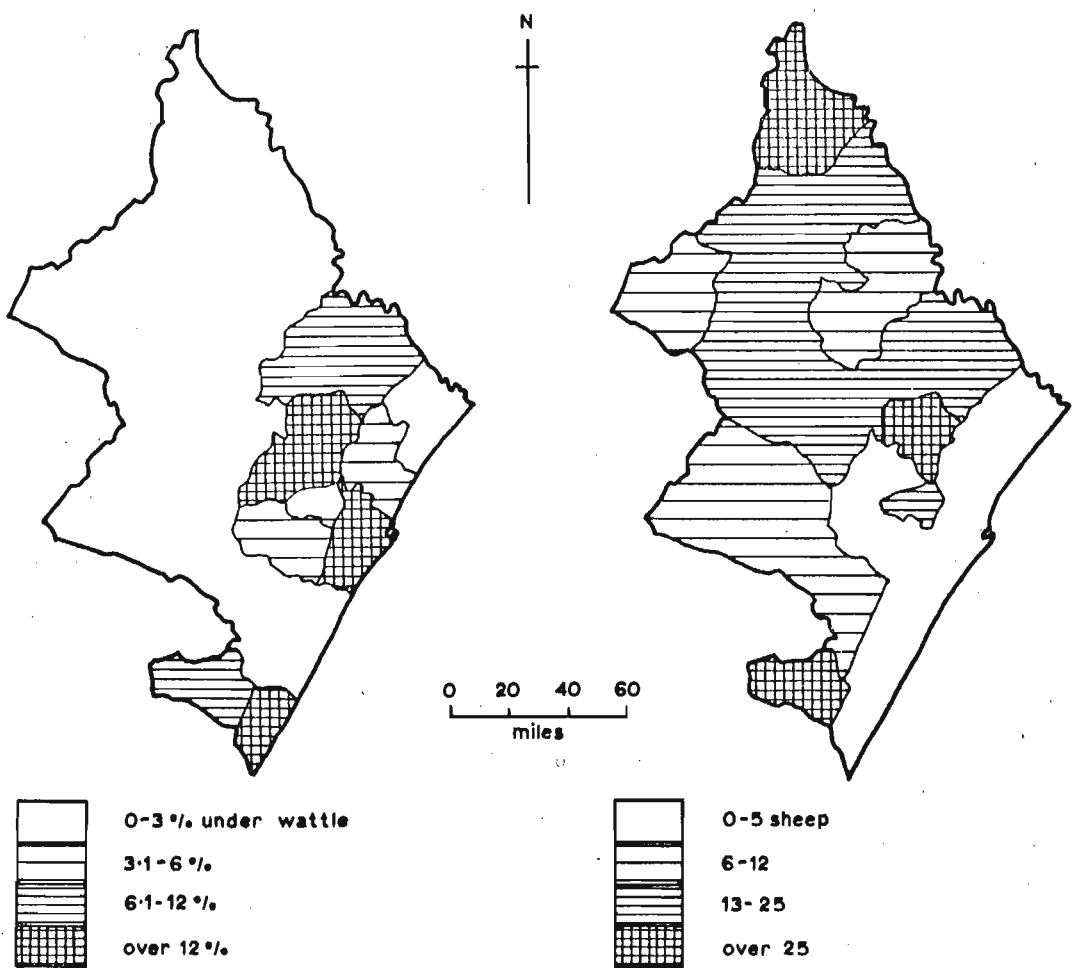 N
0 20 40 60
miles
0-3 % under wattle
3·1-6 %
6·1-12 %
over 12 %
0-5 sheep
6-12
13-25
over 25